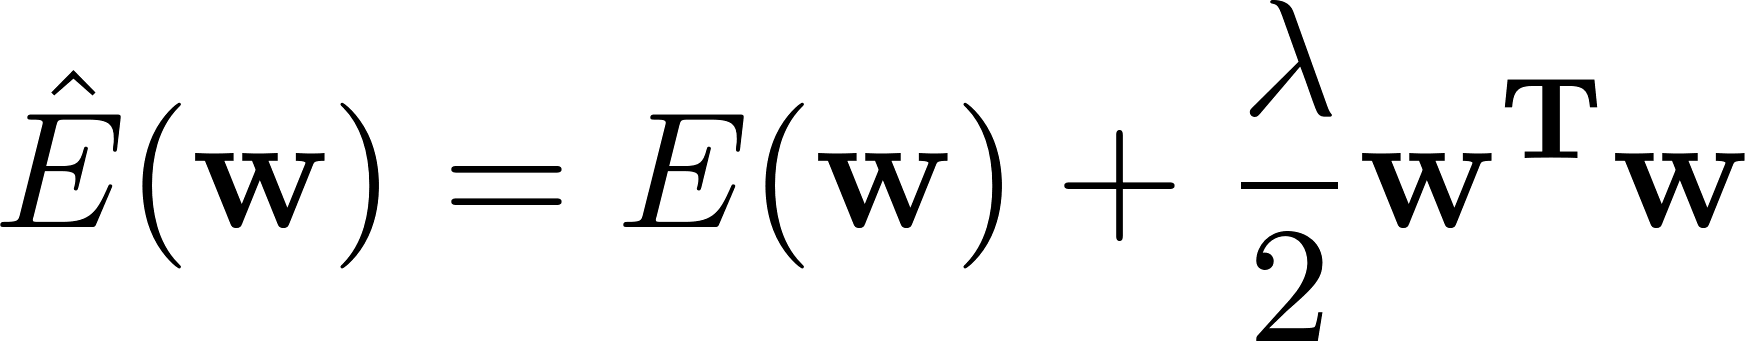 Ê(𝐰) = E(𝐰) + λ/2 𝐰ᵀ𝐰